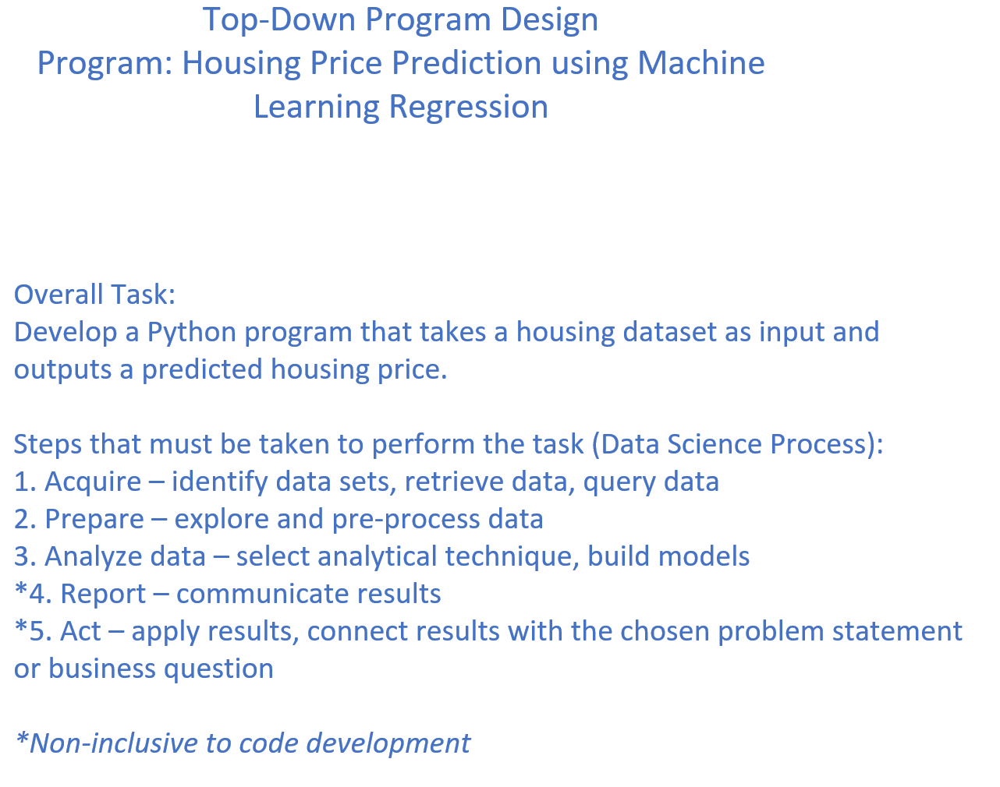 Top-Down Program Design
Program: Housing Price Prediction using Machine
Learning Regression
Overall Task:
Develop a Python program that takes a housing dataset as input and
outputs a predicted housing price.
Steps that must be taken to perform the task (Data Science Process):
1. Acquire – identify data sets, retrieve data, query data
2. Prepare – explore and pre-process data
3. Analyze data – select analytical technique, build models
*4. Report – communicate results
*5. Act – apply results, connect results with the chosen problem statement
or business question
*Non-inclusive to code development